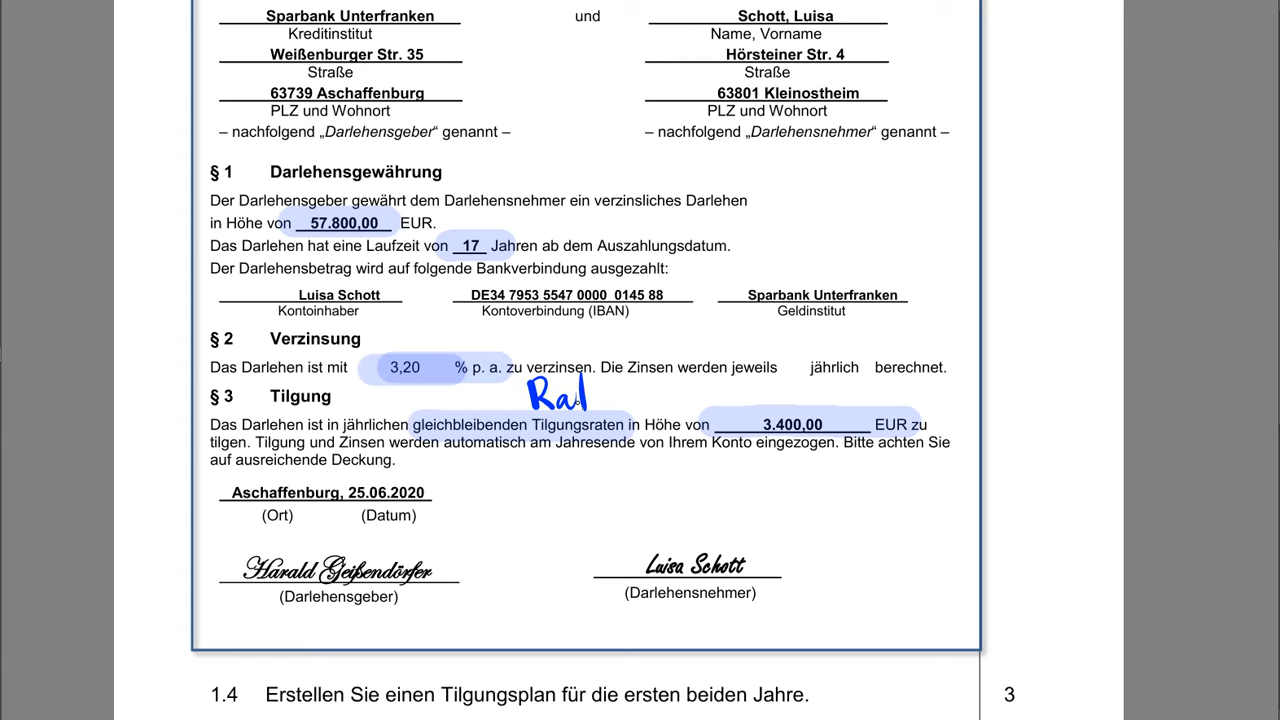 Sparbank Unterfranken und Schott, Luisa
Kreditinstitut Name, Vorname
Weißenburger Str. 35 Hörsteiner Str. 4
Straße Straße
63739 Aschaffenburg 63801 Kleinostheim
PLZ und Wohnort PLZ und Wohnort
– nachfolgend „Darlehensgeber“ genannt – – nachfolgend „Darlehensnehmer“ genannt –
§ 1 Darlehensgewährung
Der Darlehensgeber gewährt dem Darlehensnehmer ein verzinsliches Darlehen
in Höhe von 57.800,00 EUR.
Das Darlehen hat eine Laufzeit von 17 Jahren ab dem Auszahlungsdatum.
Der Darlehensbetrag wird auf folgende Bankverbindung ausgezahlt:
Luisa Schott DE34 7953 5547 0000 0145 88 Sparbank Unterfranken
Kontoinhaber Kontoverbindung (IBAN) Geldinstitut
§ 2 Verzinsung
Das Darlehen ist mit 3,20 % p. a. zu verzinsen. Die Zinsen werden jeweils jährlich berechnet.
Ral
§ 3 Tilgung
Das Darlehen ist in jährlichen gleichbleibenden Tilgungsraten in Höhe von 3.400,00 EUR zu
tilgen. Tilgung und Zinsen werden automatisch am Jahresende von Ihrem Konto eingezogen. Bitte achten Sie
auf ausreichende Deckung.
Aschaffenburg, 25.06.2020
(Ort) (Datum)
Harald Geißendörfer Luisa Schott
(Darlehensgeber) (Darlehensnehmer)
1.4 Erstellen Sie einen Tilgungsplan für die ersten beiden Jahre. 3